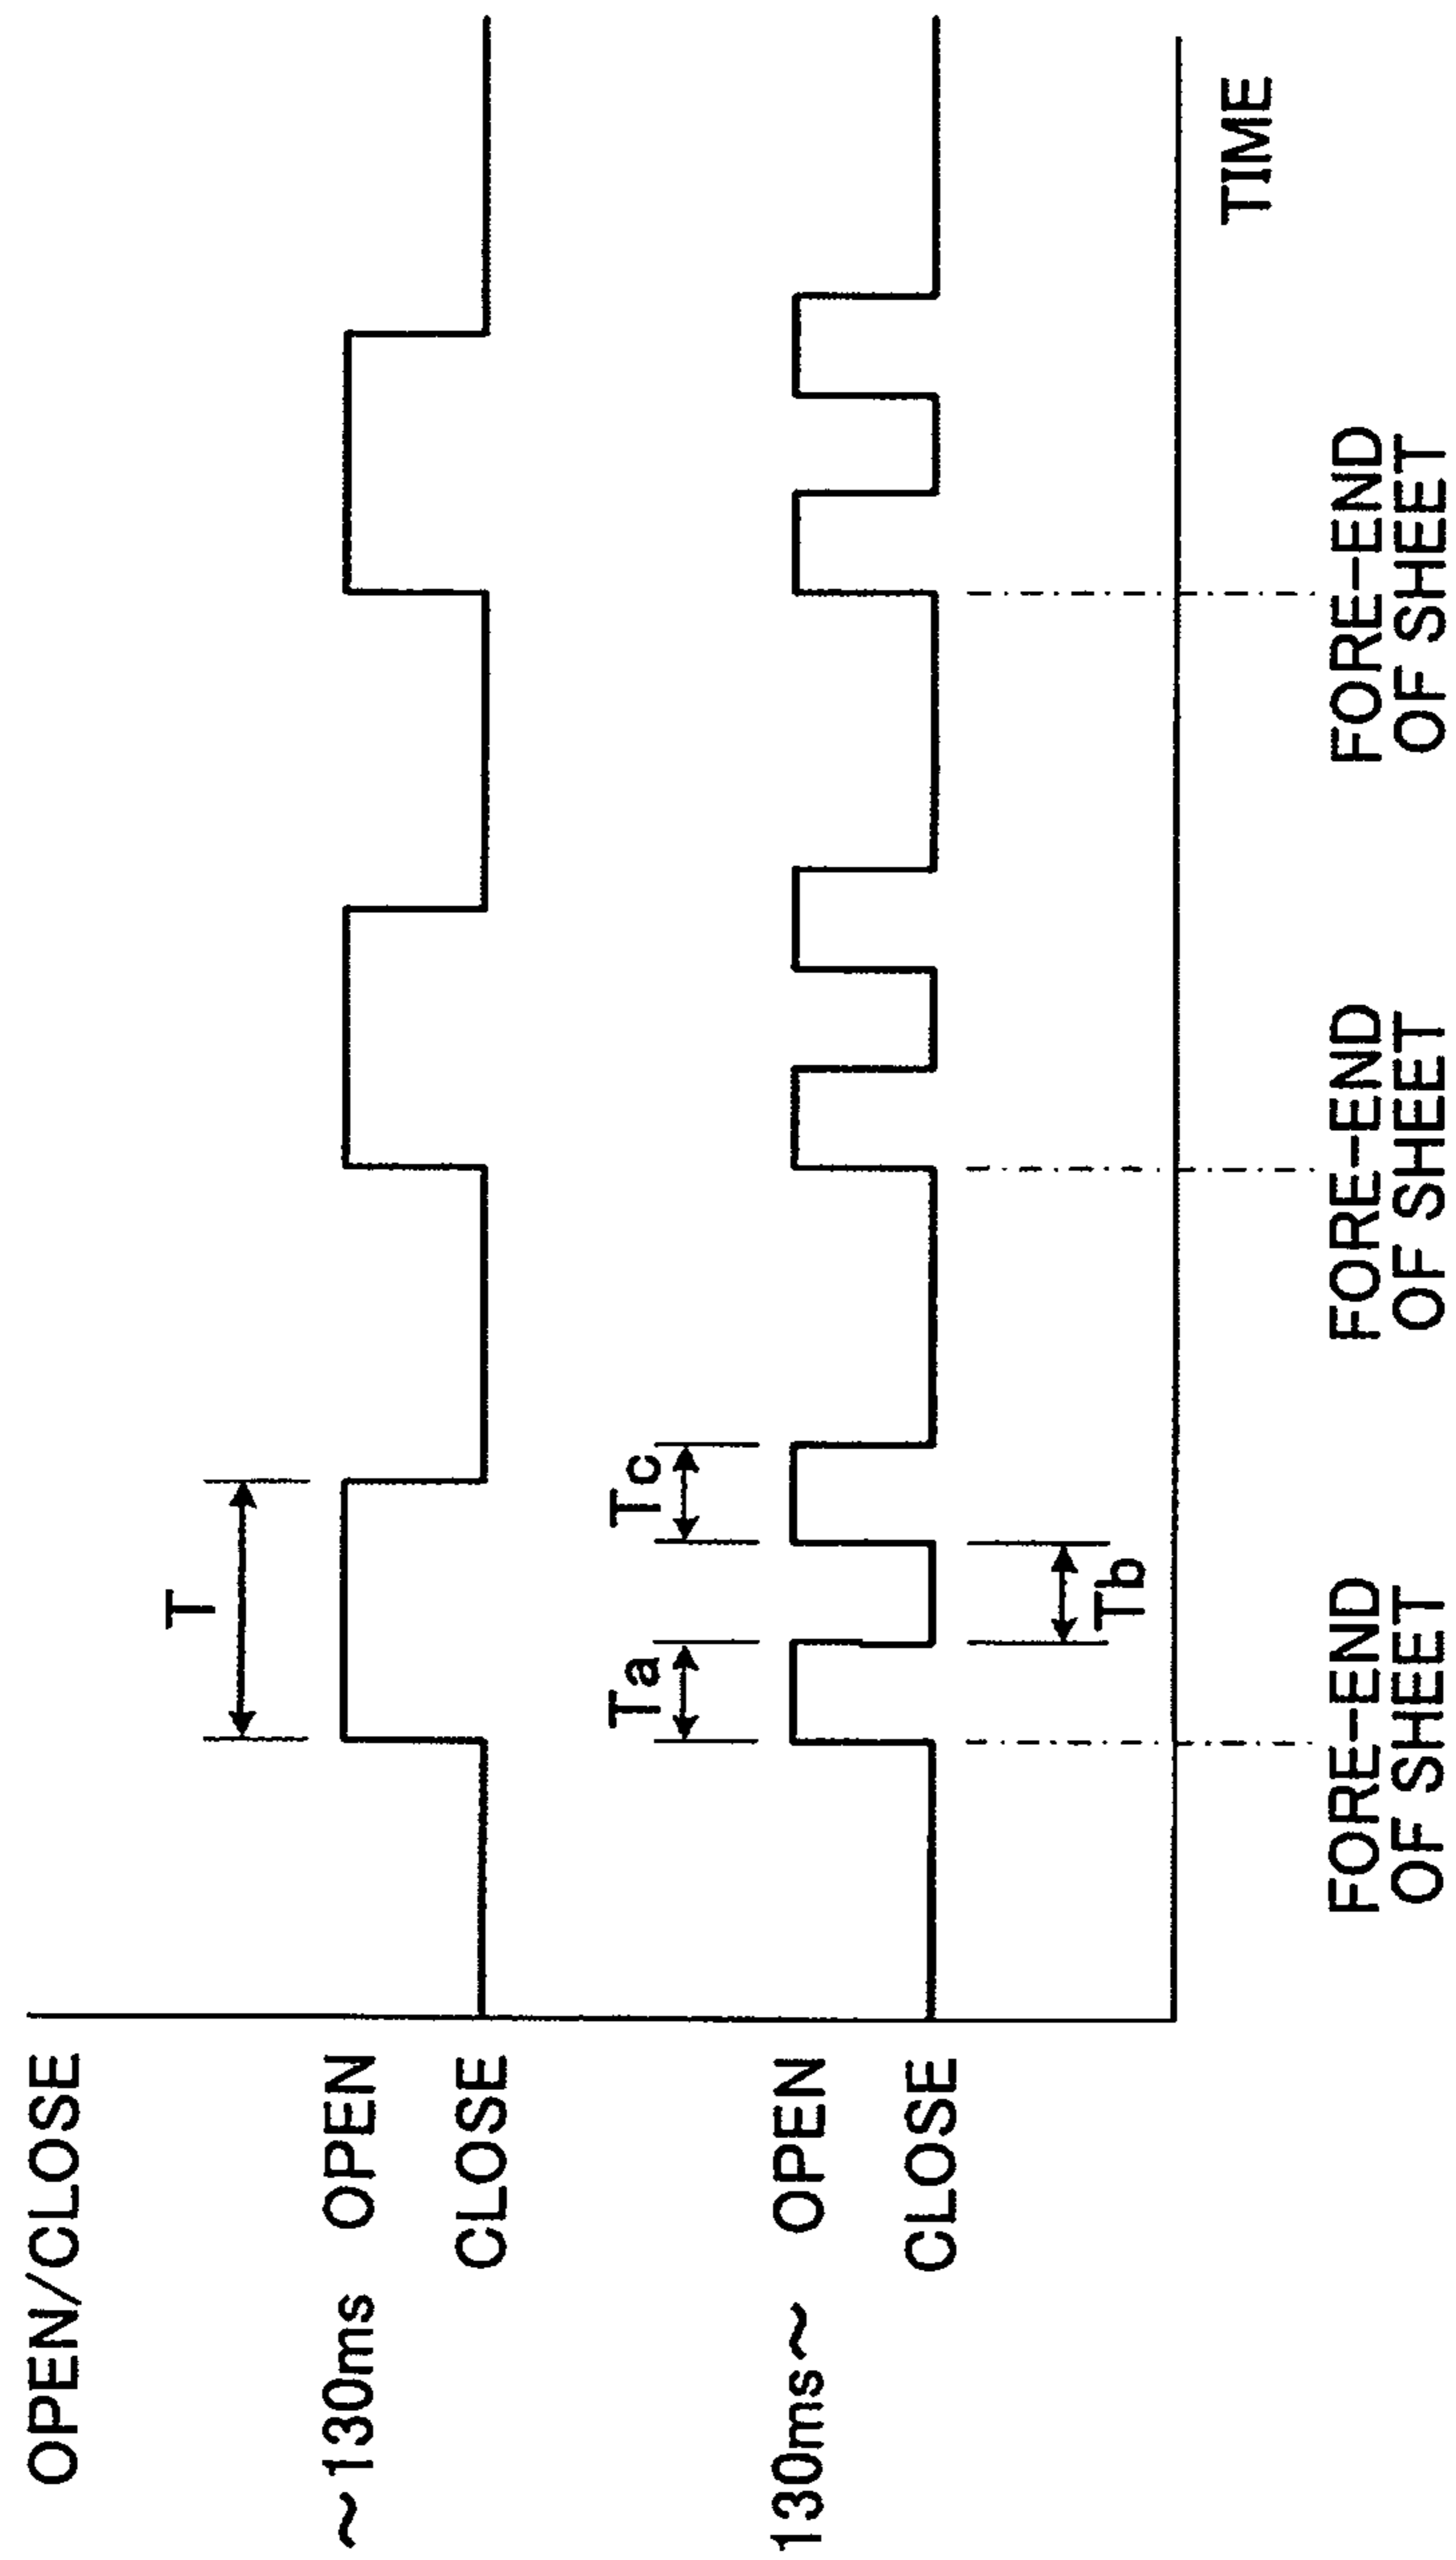 OPEN/CLOSE
T
~130ms OPEN
CLOSE
Ta
Tc
130ms~ OPEN
CLOSE
Tb
TIME
FORE-END
OF SHEET
FORE-END
OF SHEET
FORE-END
OF SHEET